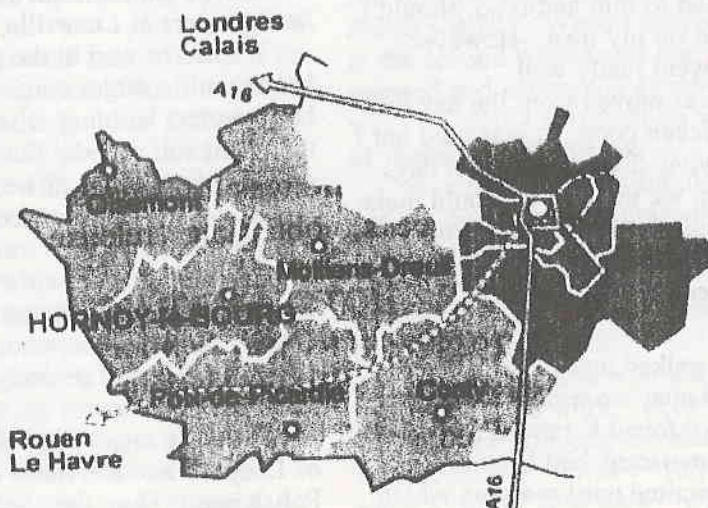 Londres
Calais
A16
Oisemont
Molliens-Dreuil
HORNOY-le-BOURG
Poix-de-Picardie
Conty
Rouen
Le Havre
A16